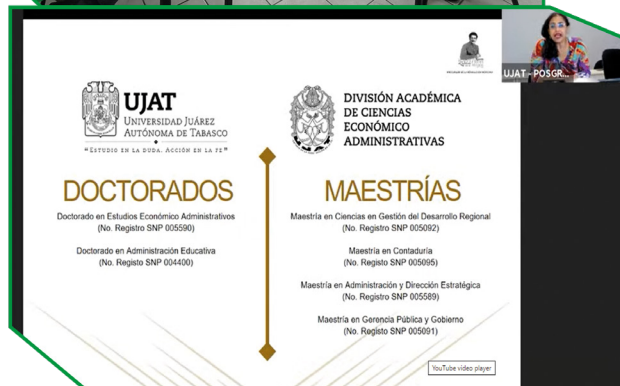 UJAT - POSGR...
UJAT
UNIVERSIDAD JUÁREZ
AUTÓNOMA DE TABASCO
"ESTUDIO EN LA DUDA. ACCIÓN EN LA FE"
DIVISIÓN ACADÉMICA
DE CIENCIAS
ECONÓMICO
ADMINISTRATIVAS
DOCTORADOS
Doctorado en Estudios Económico Administrativos
(No. Registro SNP 005590)
Doctorado en Administración Educativa
(No. Registo SNP 004400)
MAESTRÍAS
Maestría en Ciencias en Gestión del Desarrollo Regional
(No. Registro SNP 005092)
Maestría en Contaduría
(No. Registo SNP 005095)
Maestría en Administración y Dirección Estratégica
(No. Registro SNP 005589)
Maestría en Gerencia Pública y Gobierno
(No. Registo SNP 005091)
YouTube video player